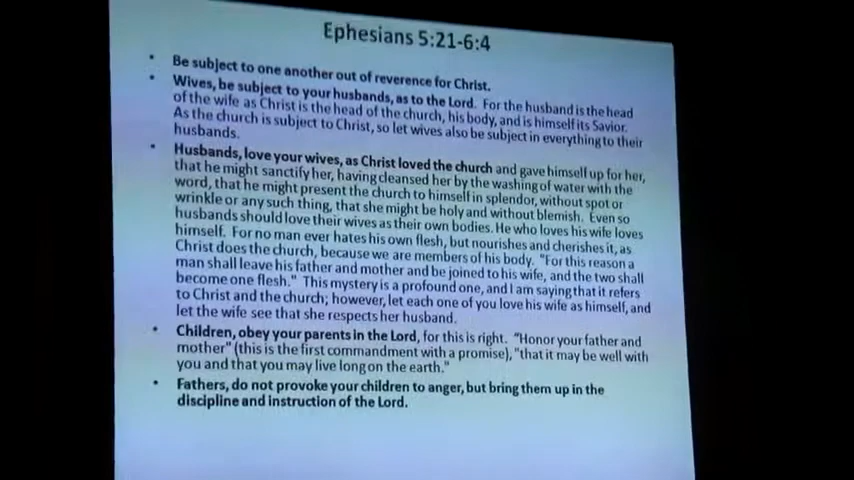 Ephesians 5:21-6:4
• Be subject to one another out of reverence for Christ.
• Wives, be subject to your husbands, as to the Lord. For the husband is the head
of the wife as Christ is the head of the church, his body, and is himself its Savior.
As the church is subject to Christ, so let wives also be subject in everything to their
husbands.
• Husbands, love your wives, as Christ loved the church and gave himself up for her,
that he might sanctify her, having cleansed her by the washing of water with the
word, that he might present the church to himself in splendor, without spot or
wrinkle or any such thing, that she might be holy and without blemish. Even so
husbands should love their wives as their own bodies. He who loves his wife loves
himself. For no man ever hates his own flesh, but nourishes and cherishes it, as
Christ does the church, because we are members of his body. "For this reason a
man shall leave his father and mother and be joined to his wife, and the two shall
become one flesh." This mystery is a profound one, and I am saying that it refers
to Christ and the church; however, let each one of you love his wife as himself, and
let the wife see that she respects her husband.
• Children, obey your parents in the Lord, for this is right. "Honor your father and
mother" (this is the first commandment with a promise), "that it may be well with
you and that you may live long on the earth."
• Fathers, do not provoke your children to anger, but bring them up in the
discipline and instruction of the Lord.